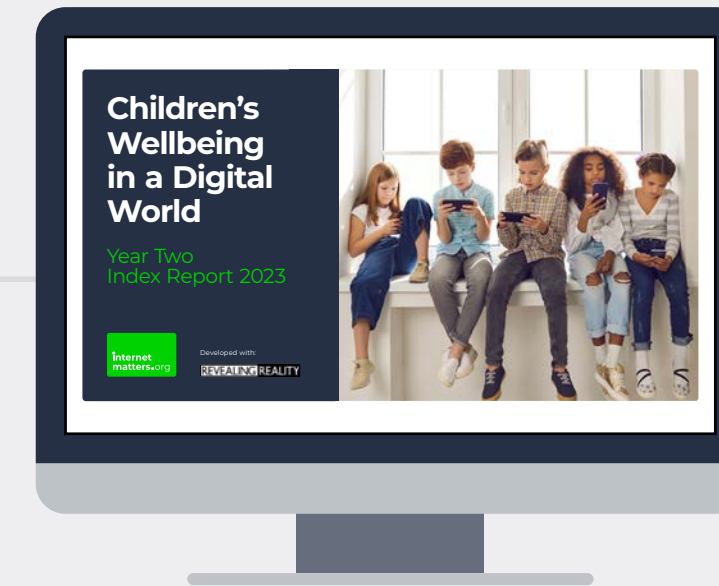 Children’s
Wellbeing
in a Digital
World
Year Two
Index Report 2023
internet
matters.org
Developed with:
REVEALING REALITY